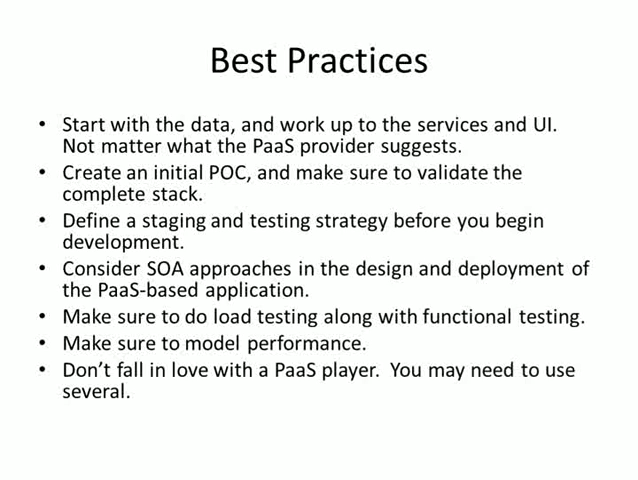 Best Practices
• Start with the data, and work up to the services and UI.
Not matter what the PaaS provider suggests.
• Create an initial POC, and make sure to validate the
complete stack.
• Define a staging and testing strategy before you begin
development.
• Consider SOA approaches in the design and deployment of
the PaaS-based application.
• Make sure to do load testing along with functional testing.
• Make sure to model performance.
• Don’t fall in love with a PaaS player.  You may need to use
several.